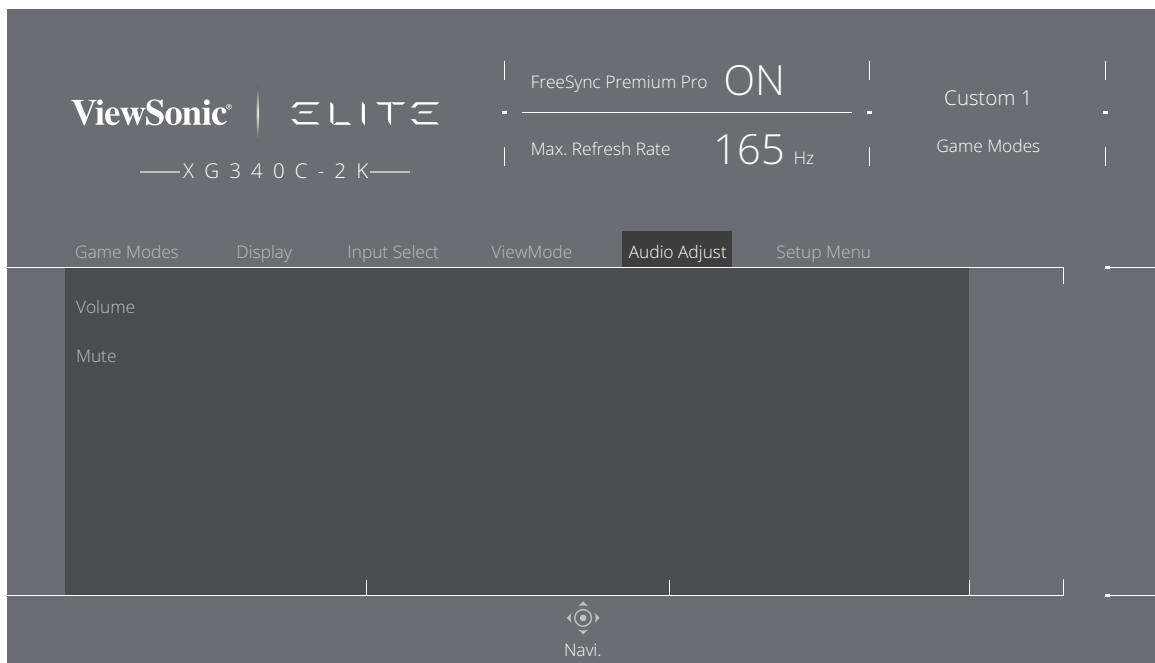 ViewSonic® ELITE
XG340C-2K
FreeSync Premium Pro ON
Max. Refresh Rate 165 Hz
Custom 1
Game Modes
Game Modes Display Input Select ViewMode Audio Adjust Setup Menu
Volume
Mute
Navi.